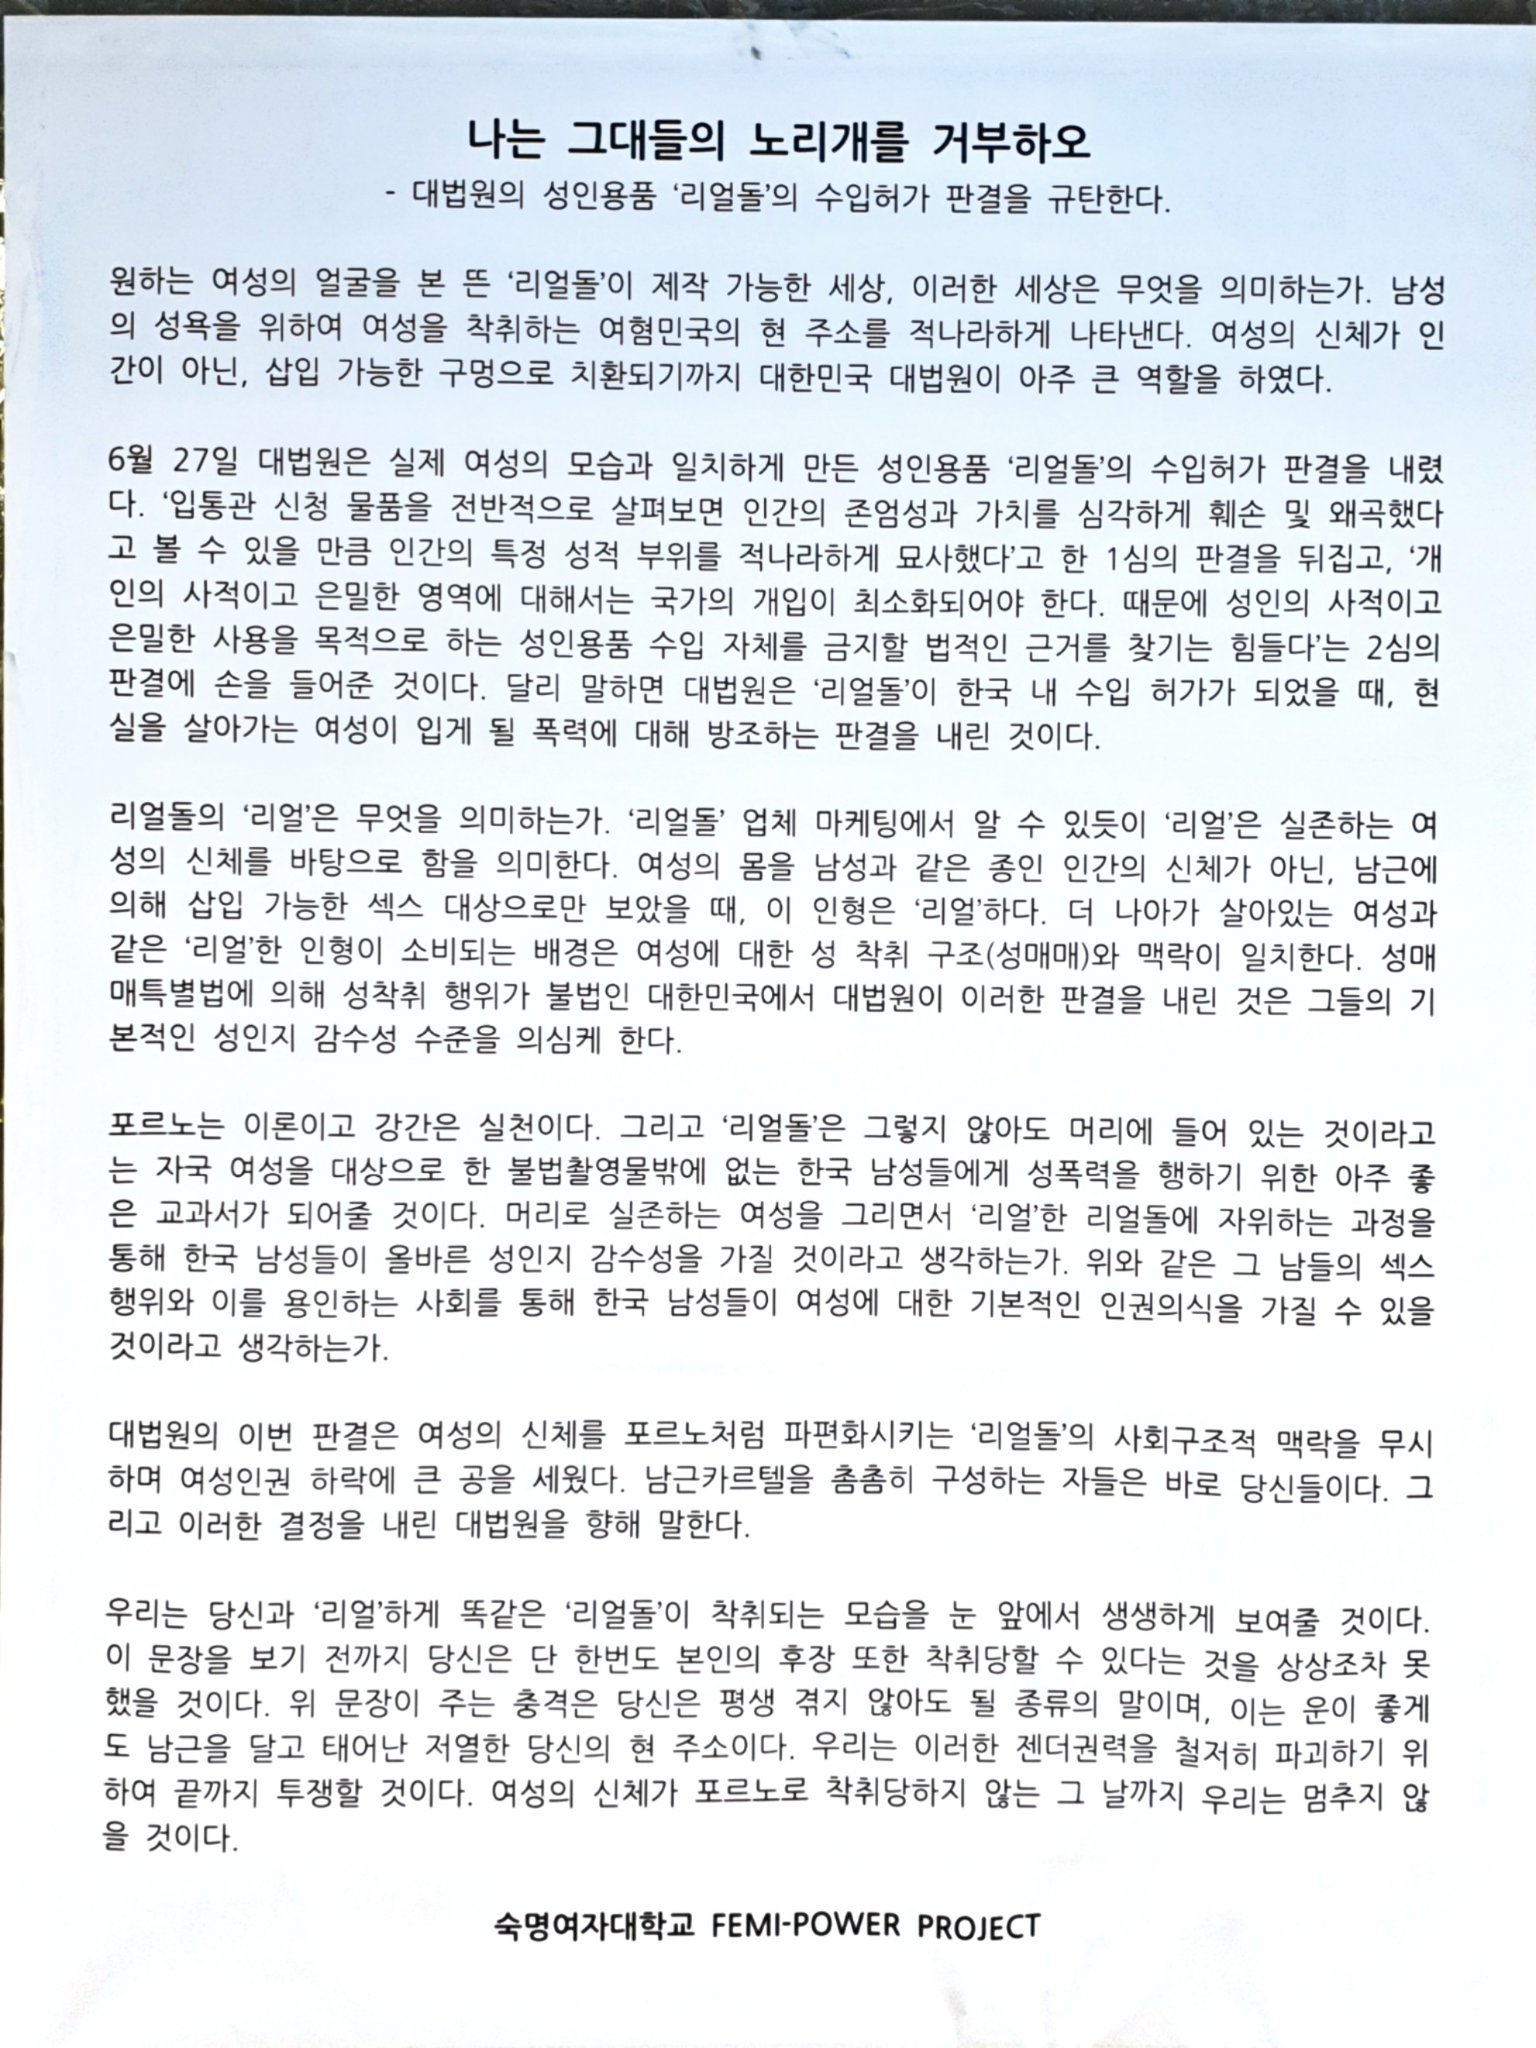 나는 그대들의 노리개를 거부하오
- 대법원의 성인용품 ‘리얼돌’의 수입허가 판결을 규탄한다.
원하는 여성의 얼굴을 본 뜬 ‘리얼돌’이 제작 가능한 세상, 이러한 세상은 무엇을 의미하는가. 남성
의 성욕을 위하여 여성을 착취하는 여혐민국의 현 주소를 적나라하게 나타낸다. 여성의 신체가 인
간이 아닌, 삽입 가능한 구멍으로 치환되기까지 대한민국 대법원이 아주 큰 역할을 하였다.
6월 27일 대법원은 실제 여성의 모습과 일치하게 만든 성인용품 ‘리얼돌’의 수입허가 판결을 내렸
다. ‘입통관 신청 물품을 전반적으로 살펴보면 인간의 존엄성과 가치를 심각하게 훼손 및 왜곡했다
고 볼 수 있을 만큼 인간의 특정 성적 부위를 적나라하게 묘사했다’고 한 1심의 판결을 뒤집고, ‘개
인의 사적이고 은밀한 영역에 대해서는 국가의 개입이 최소화되어야 한다. 때문에 성인의 사적이고
은밀한 사용을 목적으로 하는 성인용품 수입 자체를 금지할 법적인 근거를 찾기는 힘들다’는 2심의
판결에 손을 들어준 것이다. 달리 말하면 대법원은 ‘리얼돌’이 한국 내 수입 허가가 되었을 때, 현
실을 살아가는 여성이 입게 될 폭력에 대해 방조하는 판결을 내린 것이다.
리얼돌의 ‘리얼’은 무엇을 의미하는가. ‘리얼돌’ 업체 마케팅에서 알 수 있듯이 ‘리얼’은 실존하는 여
성의 신체를 바탕으로 함을 의미한다. 여성의 몸을 남성과 같은 종인 인간의 신체가 아닌, 남근에
의해 삽입 가능한 섹스 대상으로만 보았을 때, 이 인형은 ‘리얼’하다. 더 나아가 살아있는 여성과
같은 ‘리얼’한 인형이 소비되는 배경은 여성에 대한 성 착취 구조(성매매)와 맥락이 일치한다. 성매
매특별법에 의해 성착취 행위가 불법인 대한민국에서 대법원이 이러한 판결을 내린 것은 그들의 기
본적인 성인지 감수성 수준을 의심케 한다.
포르노는 이론이고 강간은 실천이다. 그리고 ‘리얼돌’은 그렇지 않아도 머리에 들어 있는 것이라고
는 자국 여성을 대상으로 한 불법촬영물밖에 없는 한국 남성들에게 성폭력을 행하기 위한 아주 좋
은 교과서가 되어줄 것이다. 머리로 실존하는 여성을 그리면서 ‘리얼’한 리얼돌에 자위하는 과정을
통해 한국 남성들이 올바른 성인지 감수성을 가질 것이라고 생각하는가. 위와 같은 그 남들의 섹스
행위와 이를 용인하는 사회를 통해 한국 남성들이 여성에 대한 기본적인 인권의식을 가질 수 있을
것이라고 생각하는가.
대법원의 이번 판결은 여성의 신체를 포르노처럼 파편화시키는 ‘리얼돌’의 사회구조적 맥락을 무시
하며 여성인권 하락에 큰 공을 세웠다. 남근카르텔을 촘촘히 구성하는 자들은 바로 당신들이다. 그
리고 이러한 결정을 내린 대법원을 향해 말한다.
우리는 당신과 ‘리얼’하게 똑같은 ‘리얼돌’이 착취되는 모습을 눈 앞에서 생생하게 보여줄 것이다.
이 문장을 보기 전까지 당신은 단 한번도 본인의 후장 또한 착취당할 수 있다는 것을 상상조차 못
했을 것이다. 위 문장이 주는 충격은 당신은 평생 겪지 않아도 될 종류의 말이며, 이는 운이 좋게
도 남근을 달고 태어난 저열한 당신의 현 주소이다. 우리는 이러한 젠더권력을 철저히 파괴하기 위
하여 끝까지 투쟁할 것이다. 여성의 신체가 포르노로 착취당하지 않는 그 날까지 우리는 멈추지 않
을 것이다.
숙명여자대학교 FEMI-POWER PROJECT